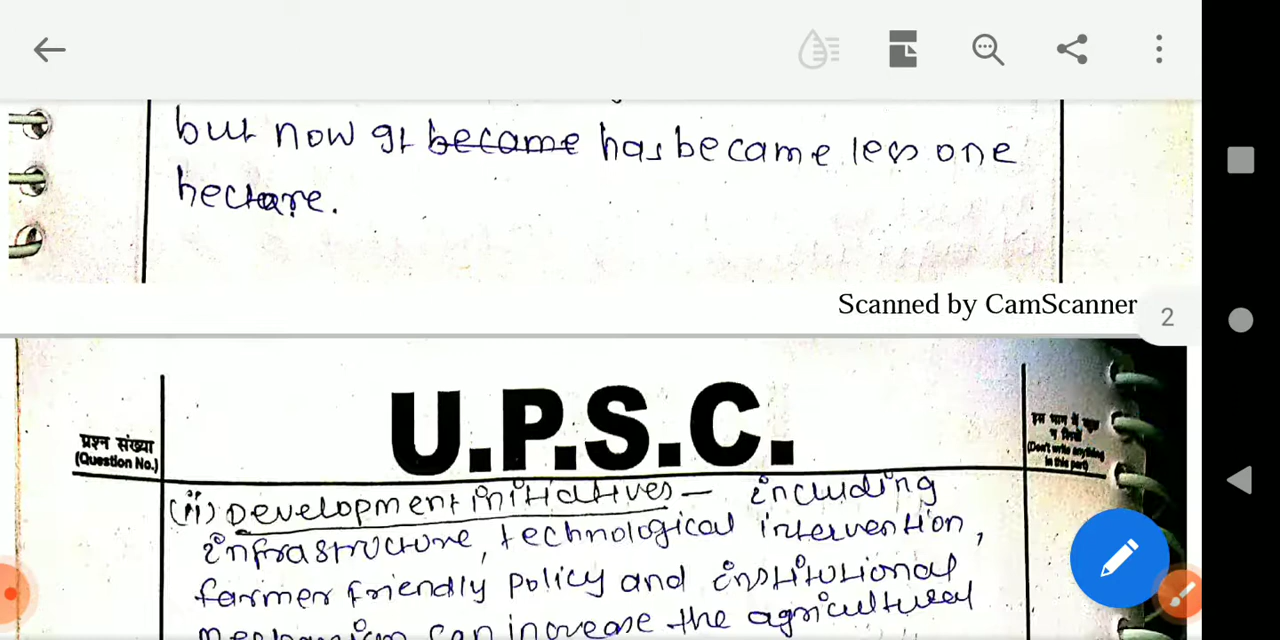 but now it became has became less one
hectare.
Scanned by CamScanner
2
U.P.S.C.
प्रश्न संख्या
(Question No.)
इस भाग में कुछ
न लिखें
(Don't write anything
in this part)
(ii) Development initiatives — including
infrastructure, technological intervention,
farmer friendly policy and institutional
mechanism can increase the agricultural